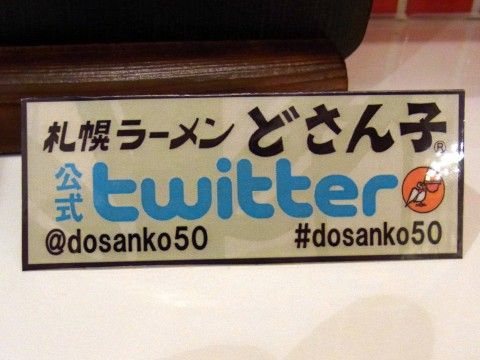 札幌ラーメン どさん子®
公式 twitter
@dosanko50 #dosanko50